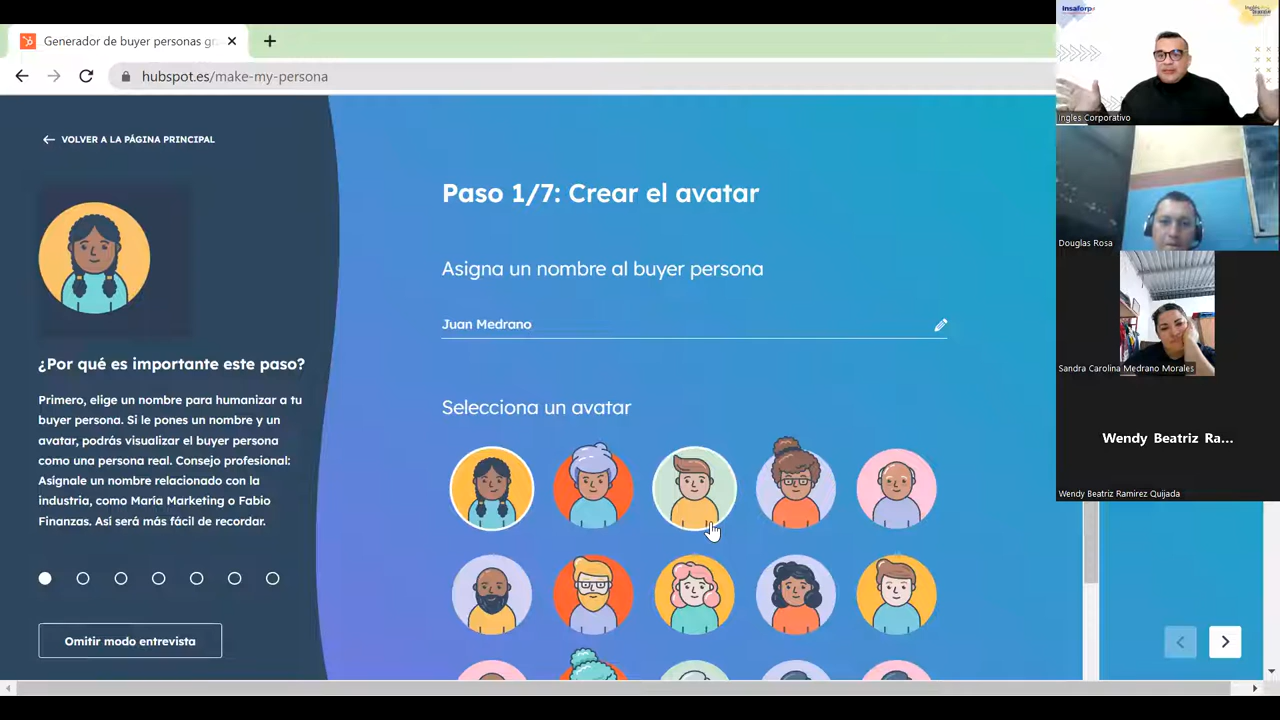 Generador de buyer personas gr
hubspot.es/make-my-persona
VOLVER A LA PÁGINA PRINCIPAL
¿Por qué es importante este paso?
Primero, elige un nombre para humanizar a tu
buyer persona. Si le pones un nombre y un
avatar, podrás visualizar el buyer persona
como una persona real. Consejo profesional:
Asígnale un nombre relacionado con la
industria, como María Marketing o Fabio
Finanzas. Así será más fácil de recordar.
Omitir modo entrevista
Paso 1/7: Crear el avatar
Asigna un nombre al buyer persona
Juan Medrano
Selecciona un avatar
Insaforp
Ingles Corporativo
Douglas Rosa
Sandra Carolina Medrano Morales
Wendy Beatriz Ra...
Wendy Beatriz Ramirez Quijada